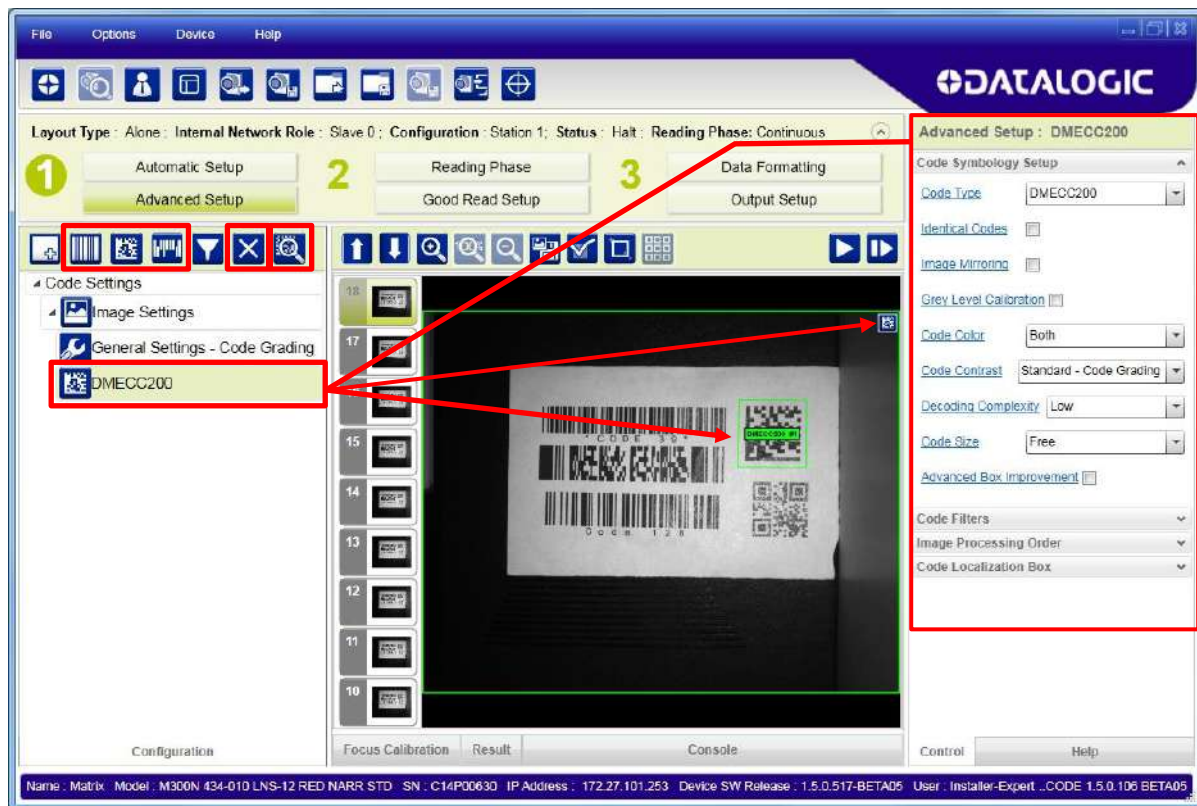 File Options Device Help
DATALOGIC
Layout Type : Alone : Internal Network Role : Slave 0 ; Configuration : Station 1; Status : Halt ; Reading Phase: Continuous
1 Automatic Setup
Advanced Setup
2 Reading Phase
Good Read Setup
3 Data Formatting
Output Setup
Code Settings
Image Settings
General Settings - Code Grading
DMECC200
18
17
15
14
13
12
11
10
*CODE 39*
Code 128
Configuration
Focus Calibration Result Console
Advanced Setup : DMECC200
Code Symbology Setup
Code Type DMECC200
Identical Codes
Image Mirroring
Grey Level Calibration
Code Color Both
Code Contrast Standard - Code Grading
Decoding Complexity Low
Code Size Free
Advanced Box Improvement
Code Filters
Image Processing Order
Code Localization Box
Control Help
Name : Matrix Model : M300N 434-010 LNS-12 RED NARR STD SN : C14P00630 IP Address : 172.27.101.253 Device SW Release : 1.5.0.517-BETA05 User : Installer-Expert ..CODE 1.5.0.106 BETA05